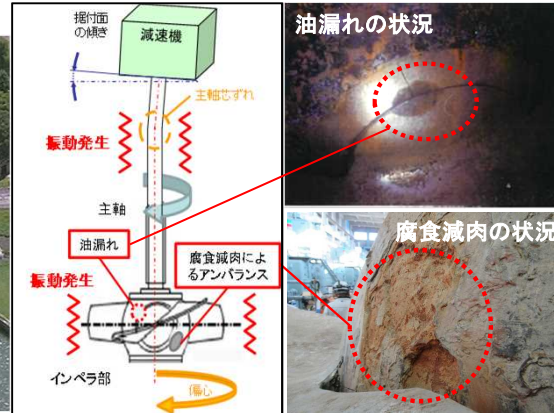 据付面
の傾き
減速機
主軸芯ずれ
振動発生
主軸
油漏れ
腐食減肉によ
るアンバランス
振動発生
インペラ部
偏心
油漏れの状況
腐食減肉の状況